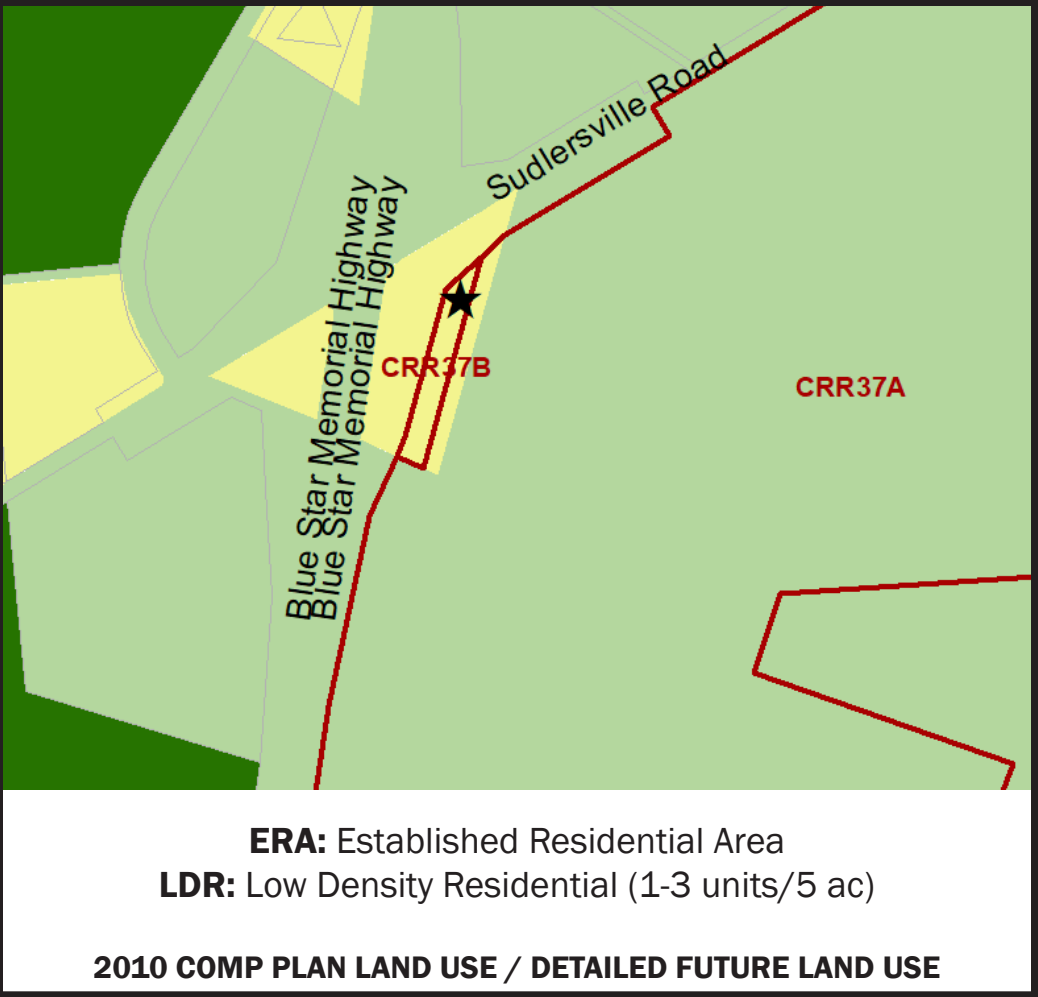 Sudlersville Road
Blue Star Memorial Highway
Blue Star Memorial Highway
CRR37B
CRR37A
ERA: Established Residential Area
LDR: Low Density Residential (1-3 units/5 ac)
2010 COMP PLAN LAND USE / DETAILED FUTURE LAND USE